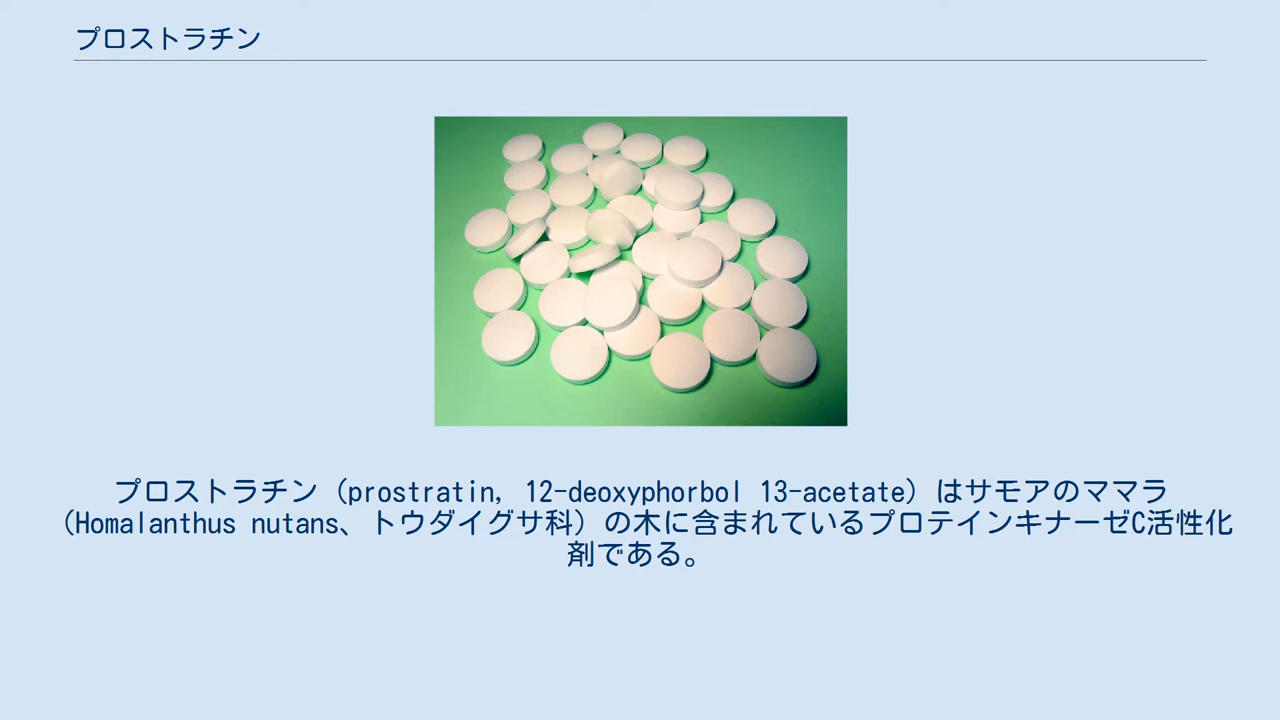 プロストラチン
プロストラチン（prostratin, 12-deoxyphorbol 13-acetate）はサモアのママラ
（Homalanthus nutans、トウダイグサ科）の木に含まれているプロテインキナーゼC活性化
剤である。